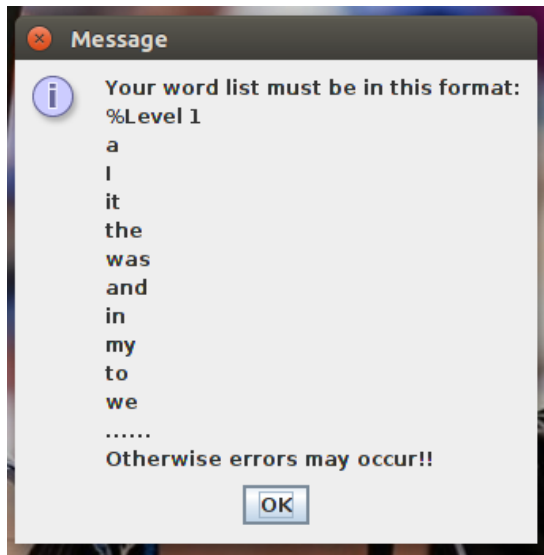 Message
Your word list must be in this format:
%Level 1
a
I
it
the
was
and
in
my
to
we
......
Otherwise errors may occur!!
OK